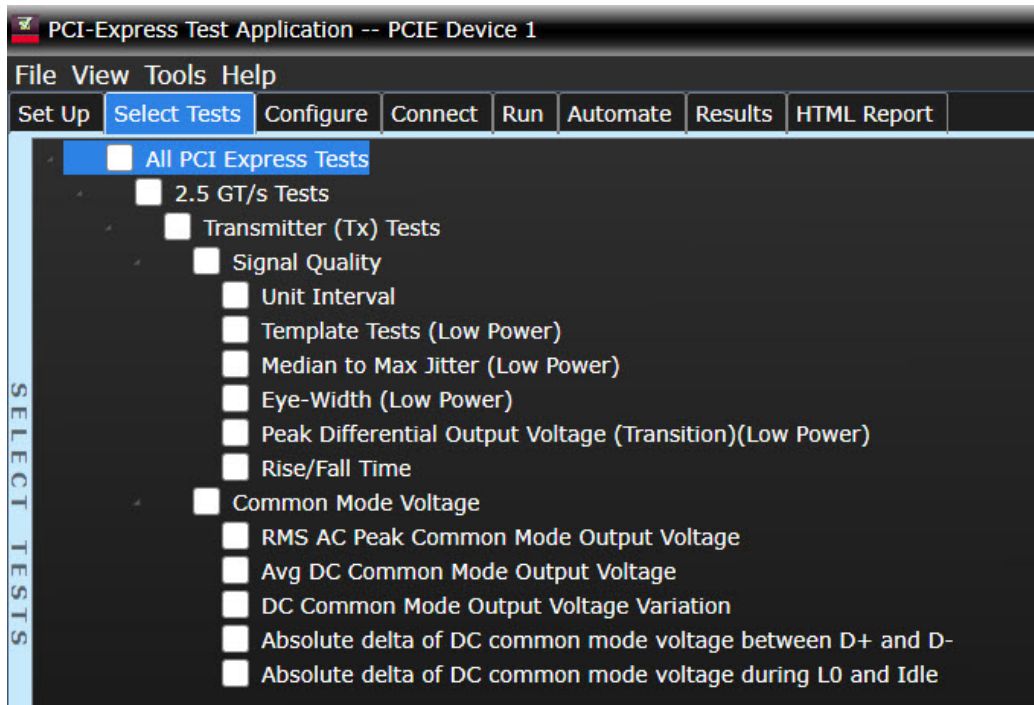 PCI-Express Test Application -- PCIE Device 1
File View Tools Help
Set Up Select Tests Configure Connect Run Automate Results HTML Report
All PCI Express Tests
2.5 GT/s Tests
Transmitter (Tx) Tests
Signal Quality
Unit Interval
Template Tests (Low Power)
Median to Max Jitter (Low Power)
Eye-Width (Low Power)
Peak Differential Output Voltage (Transition)(Low Power)
Rise/Fall Time
Common Mode Voltage
RMS AC Peak Common Mode Output Voltage
Avg DC Common Mode Output Voltage
DC Common Mode Output Voltage Variation
Absolute delta of DC common mode voltage between D+ and D-
Absolute delta of DC common mode voltage during L0 and Idle
SELECT TESTS